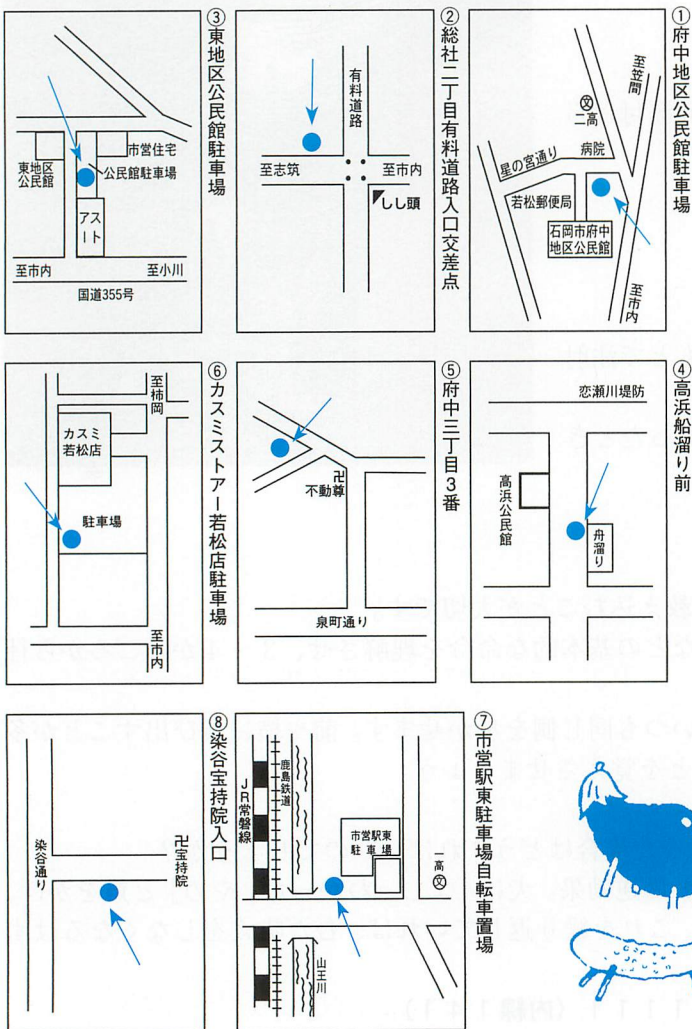 ①府中地区公民館駐車場
至笠間
二高
病院
星の宮通り
若松郵便局
石岡市府中
地区公民館
至市内
②総社二丁目有料道路入口交差点
有料道路
至志筑
至市内
しし頭
③東地区公民館駐車場
東地区
公民館
市営住宅
公民館駐車場
アスート
至市内
至小川
国道355号
④高浜船溜り前
恋瀬川堤防
高浜公民館
舟溜り
⑤府中三丁目3番
卍
不動尊
泉町通り
⑥カスミストアー若松店駐車場
至柿岡
カスミ
若松店
駐車場
至市内
⑦市営駅東駐車場自転車置場
JR常磐線
鹿島鉄道
市営駅東
駐車場
一高
山王川
⑧染谷宝持院入口
染谷通り
卍宝持院